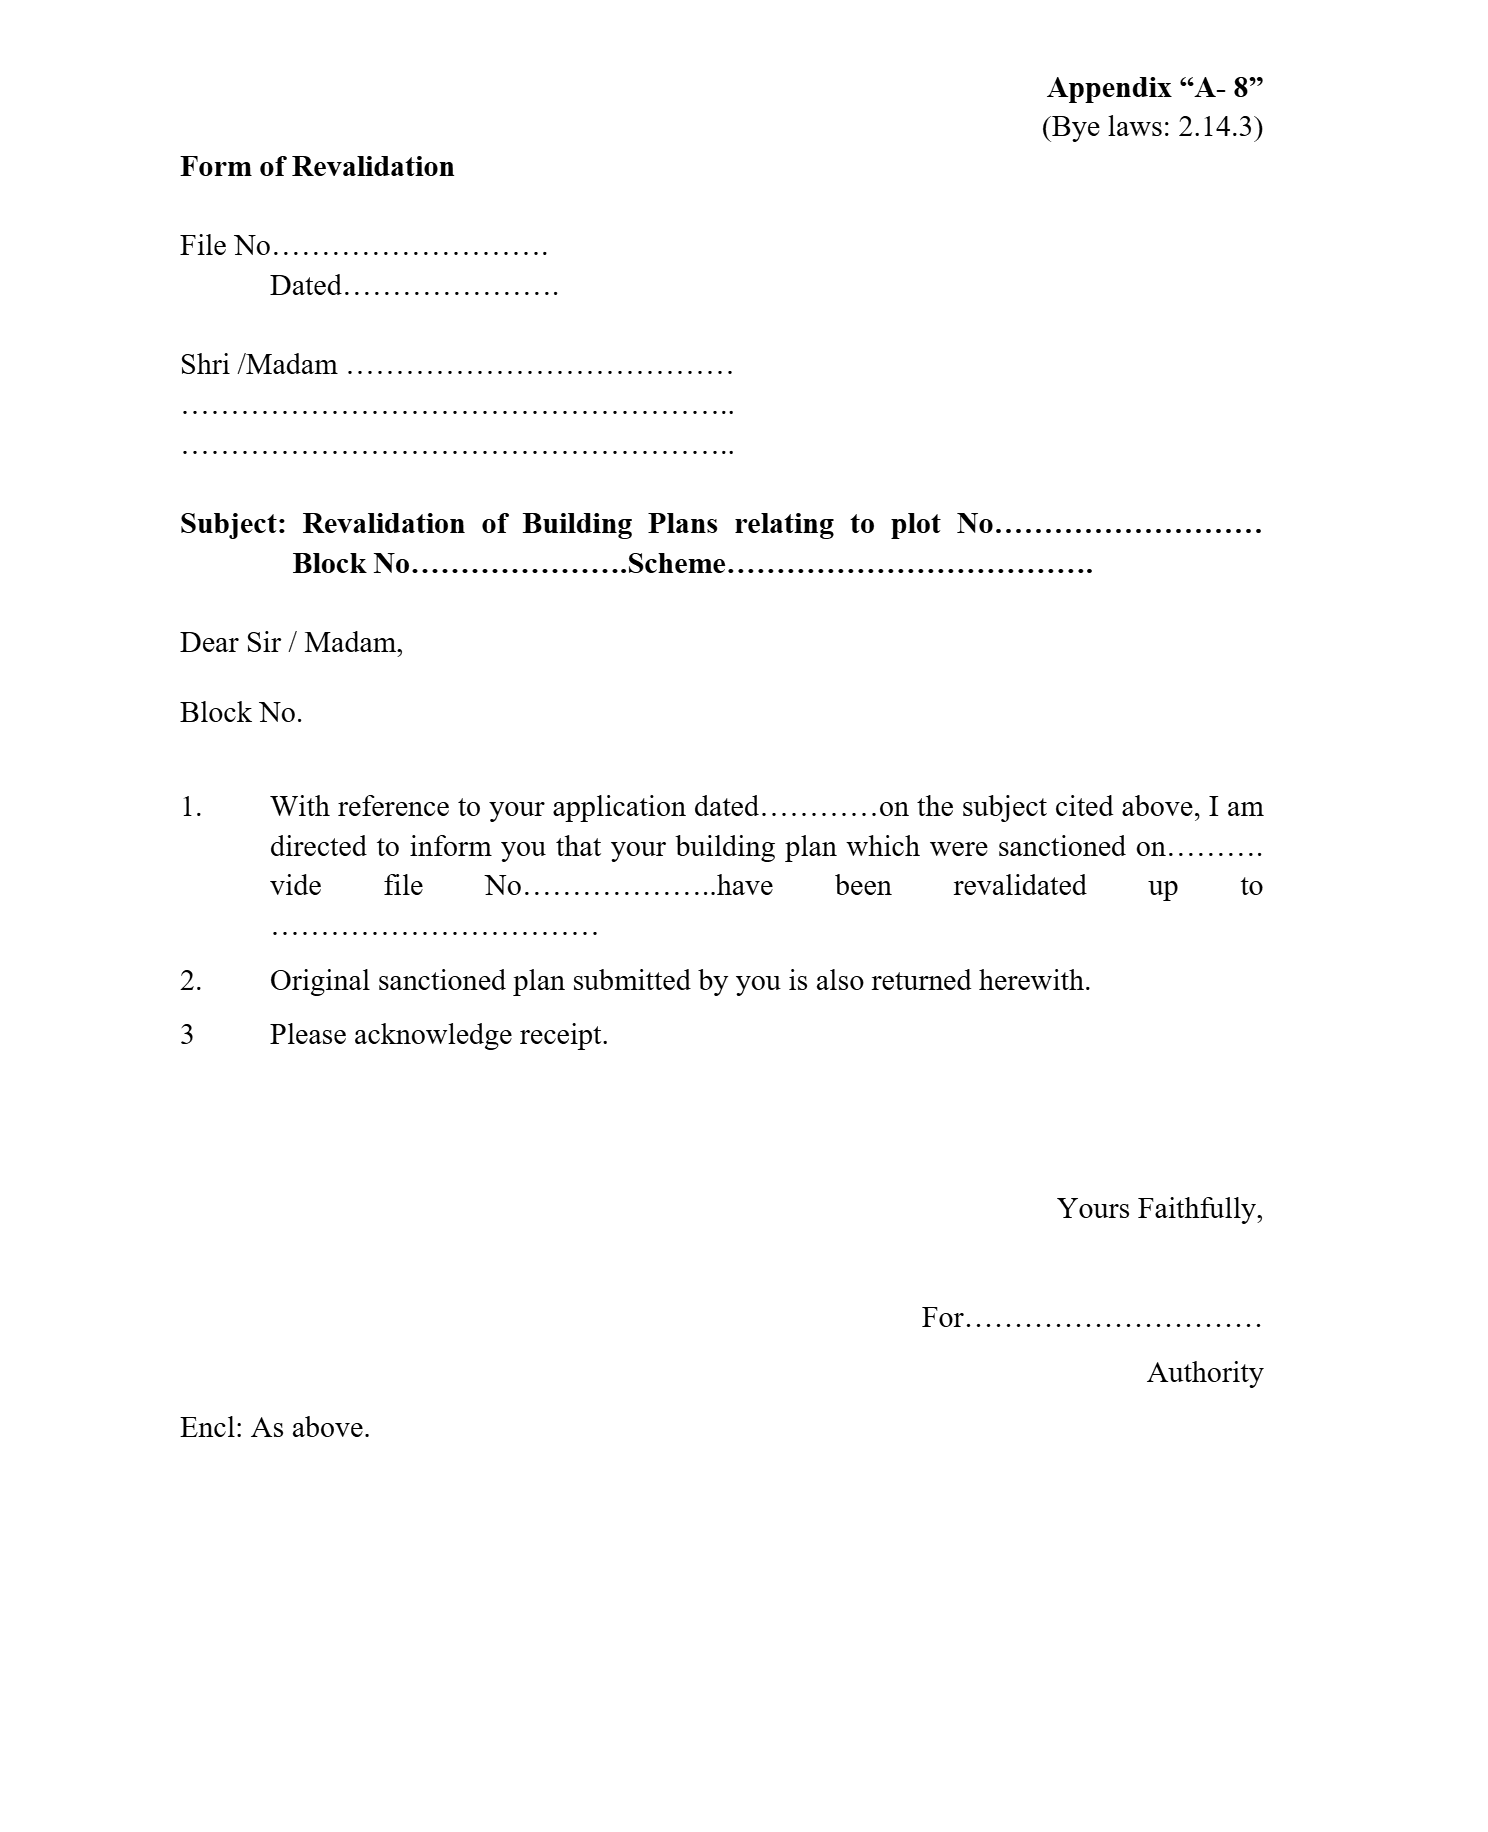 Appendix “A- 8”
(Bye laws: 2.14.3)
Form of Revalidation
File No……………………….
Dated………………….
Shri /Madam …………………………………
………………………………………………..
………………………………………………..
Subject: Revalidation of Building Plans relating to plot No………………………
Block No………………….Scheme……………………………….
Dear Sir / Madam,
Block No.
1. With reference to your application dated…………on the subject cited above, I am
directed to inform you that your building plan which were sanctioned on……….
vide file No………………..have been revalidated up to
……………………………
2. Original sanctioned plan submitted by you is also returned herewith.
3 Please acknowledge receipt.
Yours Faithfully,
For…………………………
Authority
Encl: As above.